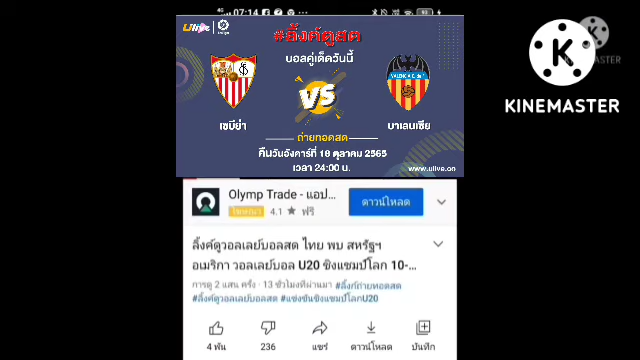 07:14
Ulive
#ลิ้งค์ดูสด
บอลคู่เด็ดวันนี้
VS
VALENCIA C. de F.
เซบีย่า
บาเลนเซีย
ถ่ายทอดสด
คืนวันอังคารที่ 18 ตุลาคม 2565
เวลา 24:00 น.
www.ulive.cn
KINEMASTER
KINEMASTER
Olymp Trade - แอป...
ดาวน์โหลด
โฆษณา 4.1 ★ ฟรี
ลิ้งค์ดูวอลเลย์บอลสด ไทย พบ สหรัฐฯ
อเมริกา วอลเลย์บอล U20 ชิงแชมป์โลก 10-...
การดู 2 แสน ครั้ง · 13 ชั่วโมงที่ผ่านมา #ลิ้งก์ถ่ายทอดสด
#ลิ้งค์ดูวอลเลย์บอลสด #แข่งขันชิงแชมป์โลกU20
4 พัน
236
แชร์
ดาวน์โหลด
บันทึก